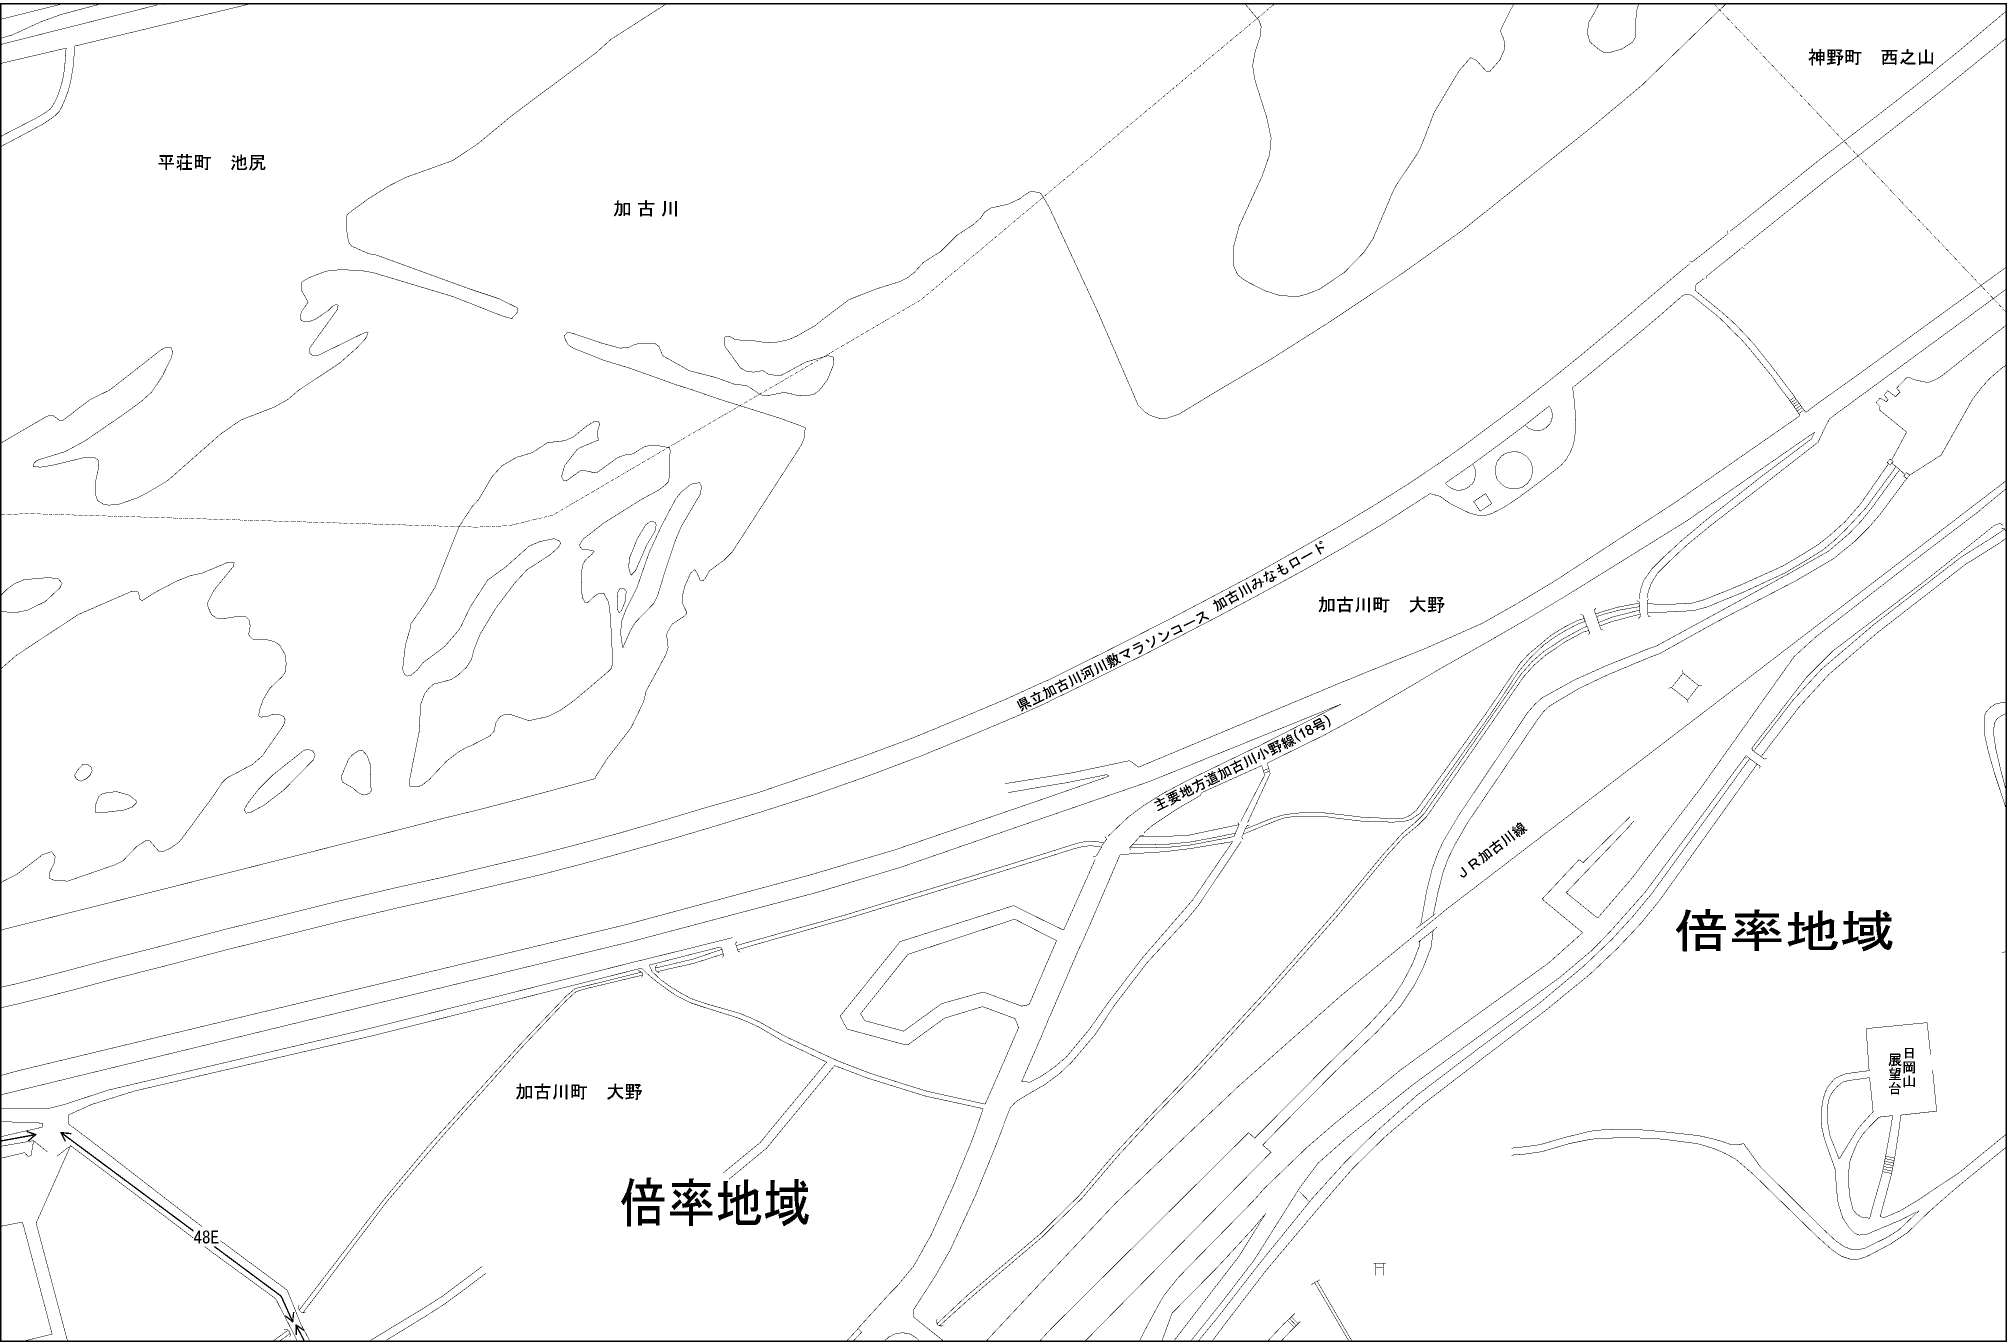 神野町　西之山
平荘町　池尻
加古川
県立加古川河川敷マラソンコース 加古川みなもロード
加古川町　大野
主要地方道加古川小野線(18号)
ＪＲ加古川線
倍率地域
日岡山
展望台
加古川町　大野
倍率地域
48E